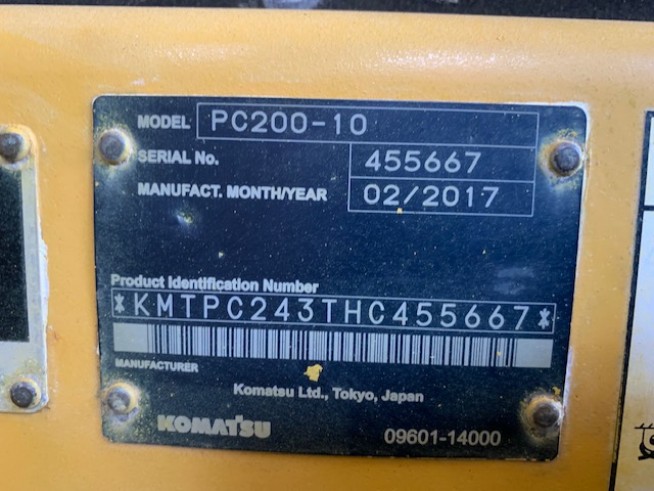 MODEL PC200-10
SERIAL No. 455667
MANUFACT. MONTH/YEAR 02/2017
Product Identification Number
*KMTPC243THC455667*
MANUFACTURER
Komatsu Ltd., Tokyo, Japan
KOMATSU 09601-14000